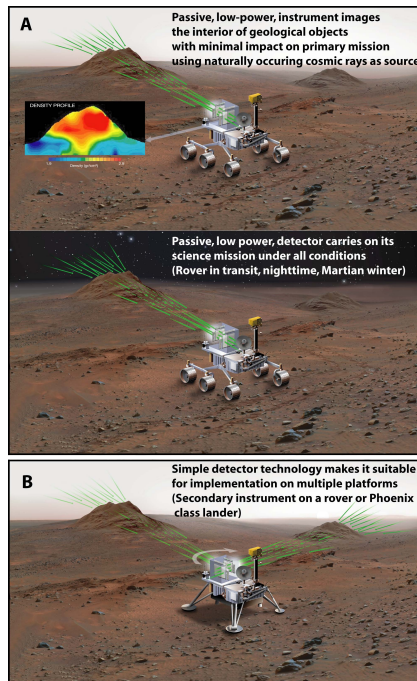 A
Passive, low-power, instrument images
the interior of geological objects
with minimal impact on primary mission
using naturally occuring cosmic rays as source
DENSITY PROFILE
Density (g/cm³)
Passive, low power, detector carries on its
science mission under all conditions
(Rover in transit, nighttime, Martian winter)
B
Simple detector technology makes it suitable
for implementation on multiple platforms
(Secondary instrument on a rover or Phoenix
class lander)